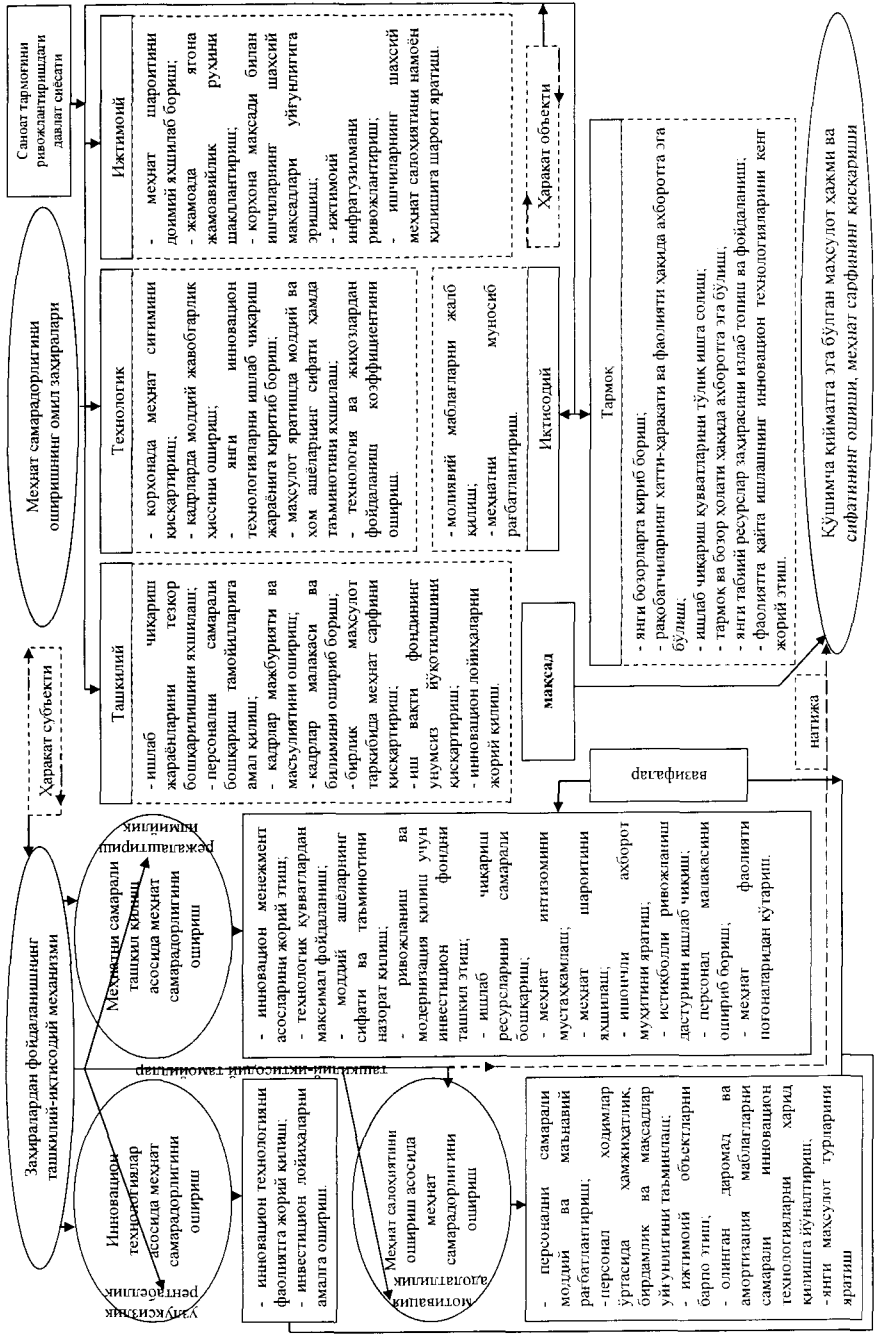 Захиралардан фойдаланишнинг
ташкилий-иқтисодий механизми
Ҳаракат субъекти
Меҳнат самарадорлигини
оширишнинг омил захиралари
Саноат тармоғини
ривожлантиришдаги
давлат сиёсати
узлуксизлик
рентабеллик
Инновацион
технологиялар
асосида меҳнат
самарадорлигини
ошириш
Меҳнатни самарали
ташкил қилиш
асосида меҳнат
самарадорлигини
ошириш
режалаштириш
илмийлик
ташкилий-иқтисодий тамойиллар
- инновацион технологияни
фаолиятга жорий қилиш;
- инвестицион лойиҳаларни
амалга ошириш.
Меҳнат салоҳиятини
ошириш асосида
меҳнат
самарадорлигини
ошириш
мотивация
адолатлилик
- персонални самарали
моддий ва маънавий
рағбатлантириш;
- персонал ходимлар
ўртасида ҳамжиҳатлик,
бирдамлик ва мақсадлар
уйғунлигини таъминлаш;
- ижтимоий объектларни
барпо этиш;
- олинган даромад ва
амортизация маблағларни
самарали инновацион
технологияларни харид
қилишга йўналтириш;
- янги маҳсулот турларини
яратиш
- инновацион менежмент
асосларини жорий этиш;
- технологик қувватлардан
максимал фойдаланиш;
- моддий ашёларнинг
сифати ва таъминотини
назорат қилиш;
- ривожланиш ва
модернизация қилиш учун
инвестицион фондни
ташкил этиш;
- ишлаб чиқариш
ресурсларини самарали
бошқариш;
- меҳнат интизомини
мустаҳкамлаш;
- меҳнат шароитини
яхшилаш;
- ишончли ахборот
муҳитини яратиш;
- истиқболли ривожланиш
дастурини ишлаб чиқиш;
- персонал малакасини
ошириб бориш;
- меҳнат фаолияти
поғоналаридан кўтариш.
Ташкилий
- ишлаб чиқариш
жараёнларини тезкор
бошқарилишини яхшилаш;
- персонални самарали
бошқариш тамойилларига
амал қилиш;
- кадрлар мажбурияти ва
масъулиятини ошириш;
- кадрлар малакаси ва
билимини ошириб бориш;
- бирлик маҳсулот
таркибида меҳнат сарфини
қисқартириш;
- иш вақти фондининг
унумсиз йўқотилишини
қисқартириш;
- инновацион лойиҳаларни
жорий қилиш.
Технологик
- корхонада меҳнат сиғимини
қисқартириш;
- кадрларда моддий жавобгарлик
ҳиссини ошириш;
- янги инновацион
технологияларни ишлаб чиқариш
жараёнига киритиб бориш;
- маҳсулот яратишда моддий ва
хом ашёларнинг сифати ҳамда
таъминотини яхшилаш;
- технология ва жиҳозлардан
фойдаланиш коэффициентини
ошириш.
Ижтимоий
- меҳнат шароитини
доимий яхшилаб бориш;
- жамоада ягона
жамоавийлик руҳини
шакллантириш;
- корхона мақсади билан
ишчиларнинг шахсий
мақсадлари уйғунлигига
эришиш;
- ижтимоий
инфратузилмани
ривожлантириш;
- ишчиларнинг шахсий
меҳнат салоҳиятини намоён
қилишига шароит яратиш.
- молиявий маблағларни жалб
қилиш;
- меҳнатни муносиб
рағбатлантириш.
Иқтисодий
Ҳаракат объекти
мақсад
вазифалар
Тармоқ
- янги бозорларга кириб бориш;
- рақобатчиларнинг хатти-ҳаракати ва фаолияти ҳақида ахборотга эга
бўлиш;
- ишлаб чиқариш қувватларини тўлиқ ишга солиш;
- тармоқ ва бозор ҳолати ҳақида ахборотга эга бўлиш;
- янги табиий ресурслар заҳирасини излаб топиш ва фойдаланиш;
- фаолиятга қайта ишлашнинг инновацион технологияларини кенг
жорий этиш.
натижа
Қўшимча қийматга эга бўлган маҳсулот ҳажми ва
сифатининг ошиши, меҳнат сарфининг қисқариши